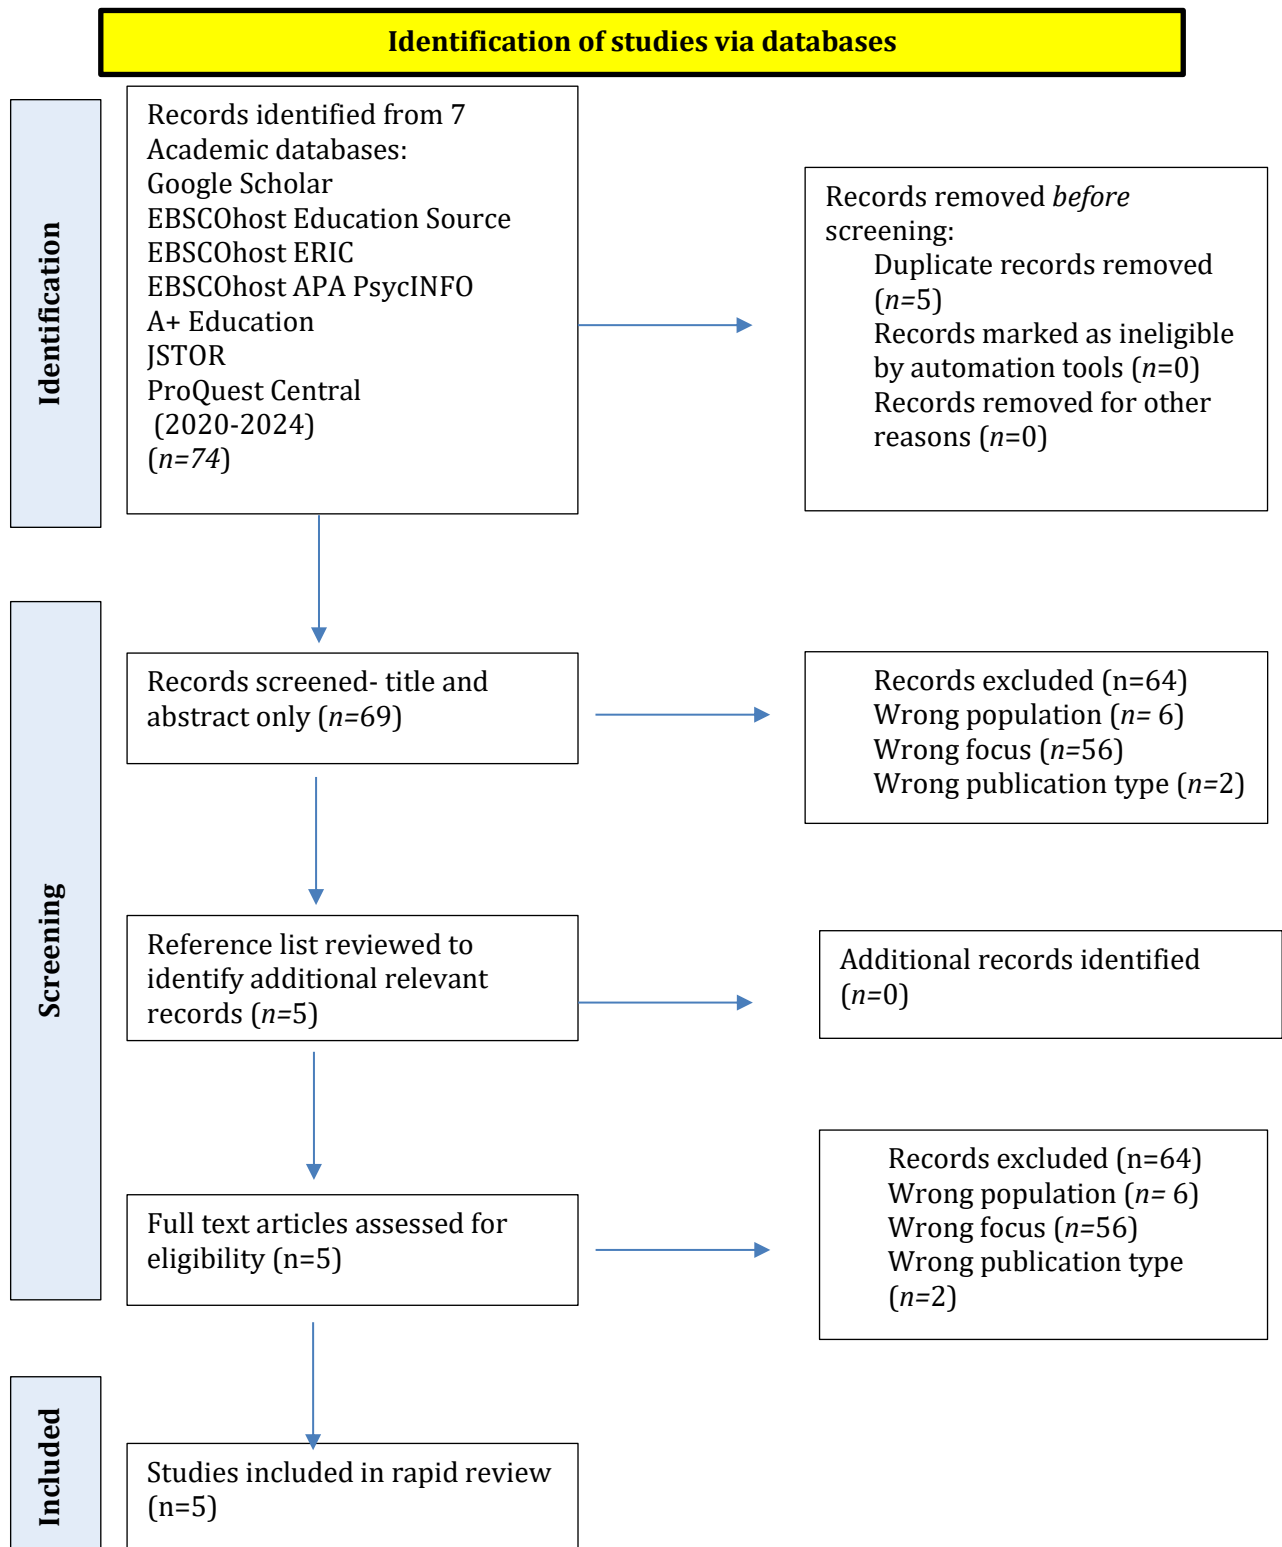 Identification of studies via databases
Identification
Records identified from 7
Academic databases:
Google Scholar
EBSCOhost Education Source
EBSCOhost ERIC
EBSCOhost APA PsycINFO
A+ Education
JSTOR
ProQuest Central
(2020-2024)
(n=74)
Records removed before
screening:
Duplicate records removed
(n=5)
Records marked as ineligible
by automation tools (n=0)
Records removed for other
reasons (n=0)
Screening
Records screened- title and
abstract only (n=69)
Records excluded (n=64)
Wrong population (n= 6)
Wrong focus (n=56)
Wrong publication type (n=2)
Reference list reviewed to
identify additional relevant
records (n=5)
Additional records identified
(n=0)
Full text articles assessed for
eligibility (n=5)
Records excluded (n=64)
Wrong population (n= 6)
Wrong focus (n=56)
Wrong publication type
(n=2)
Included
Studies included in rapid review
(n=5)